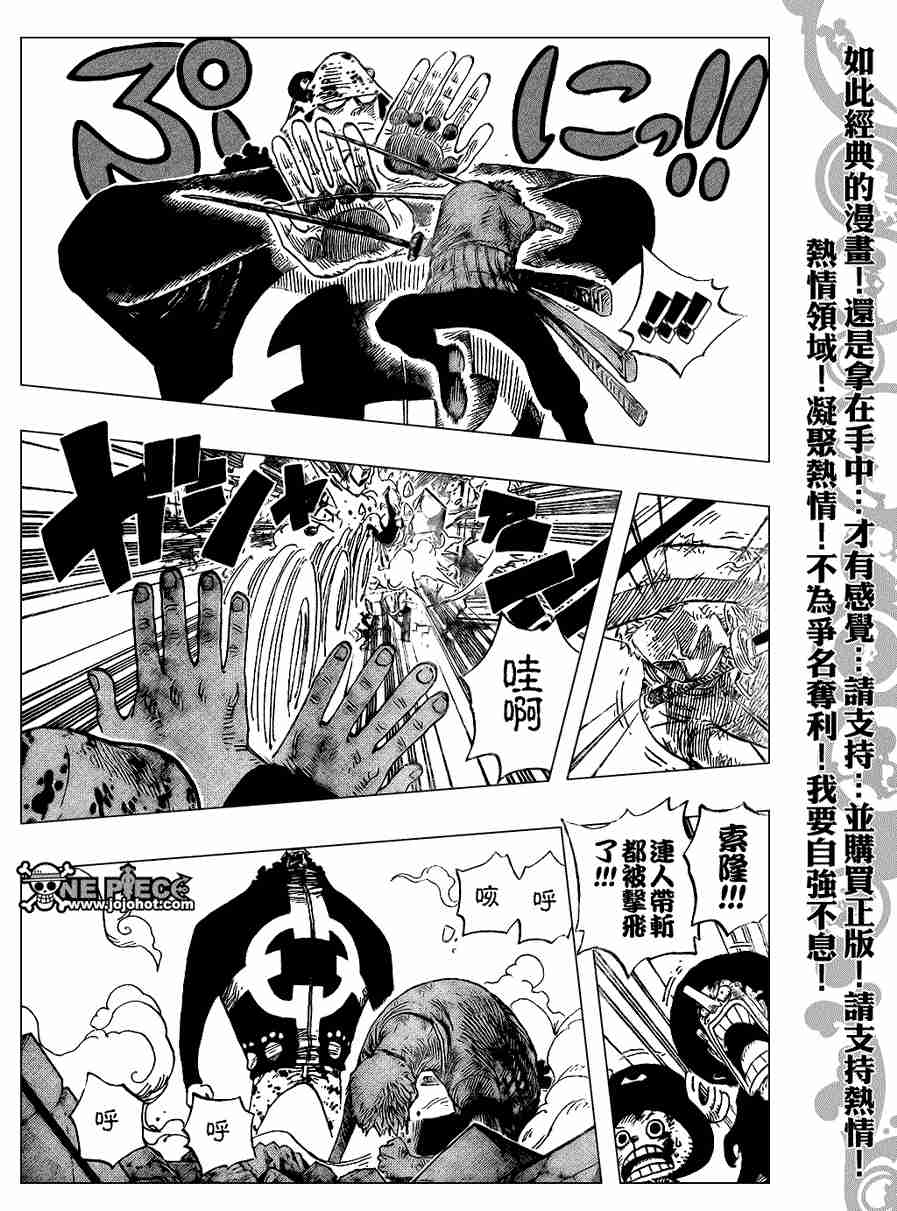 如此經典的漫畫！還是拿在手中…才有感覺…請支持…並購買正版！請支持熱情！
熱情領域！凝聚熱情！不為爭名奪利！我要自強不息！
ぷにっ!!
!!!
ガシッ
哇啊
索隆!!!
連人帶斬
都被擊飛
了!!!
呼
咳
呼
呼
ONE PIECE
www.jojohot.com